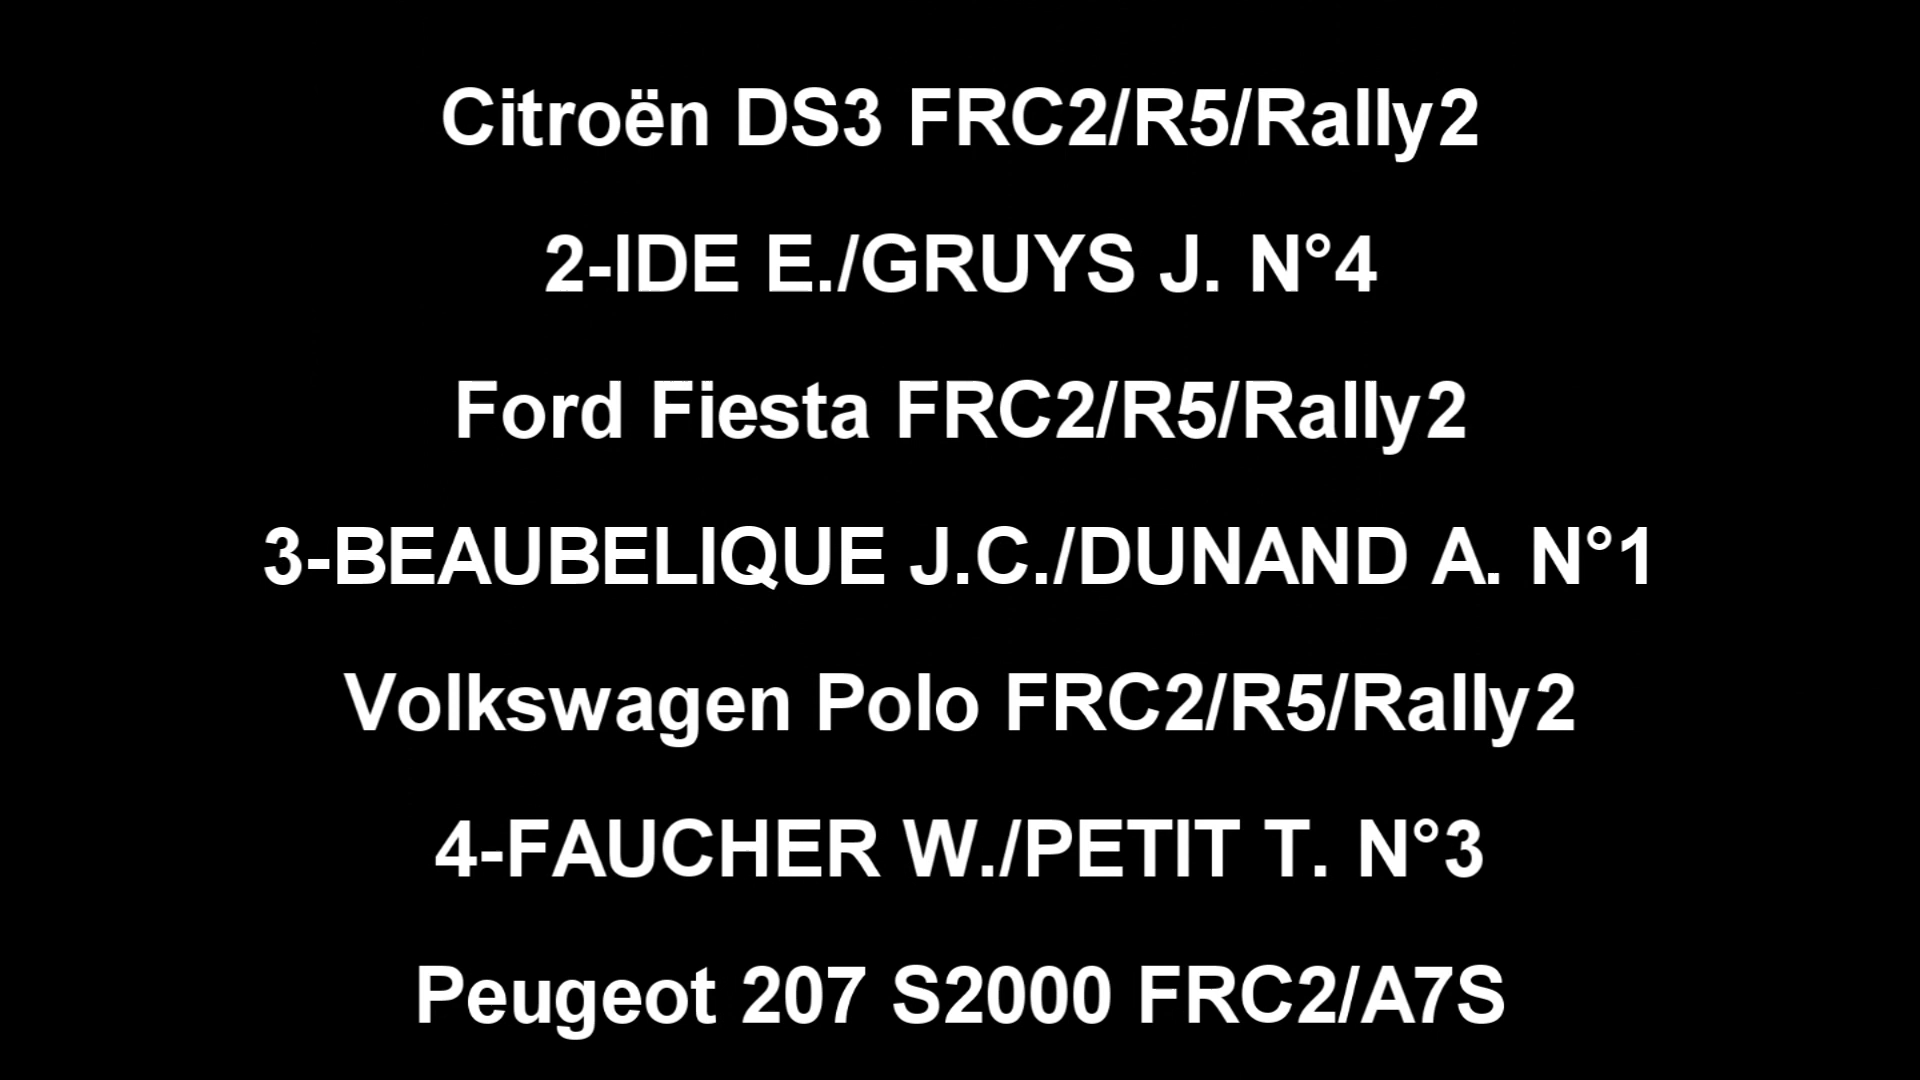 Citroën DS3 FRC2/R5/Rally2
2-IDE E./GRUYS J. N°4
Ford Fiesta FRC2/R5/Rally2
3-BEAUBELIQUE J.C./DUNAND A. N°1
Volkswagen Polo FRC2/R5/Rally2
4-FAUCHER W./PETIT T. N°3
Peugeot 207 S2000 FRC2/A7S